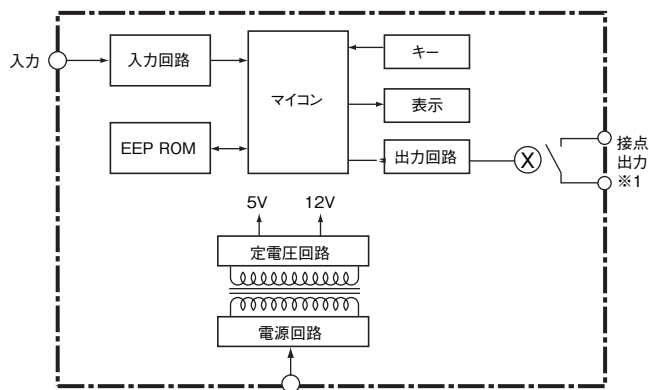 入力
入力回路
マイコン
キー
表示
EEP ROM
出力回路
X
接点
出力
※1
5V
12V
定電圧回路
電源回路